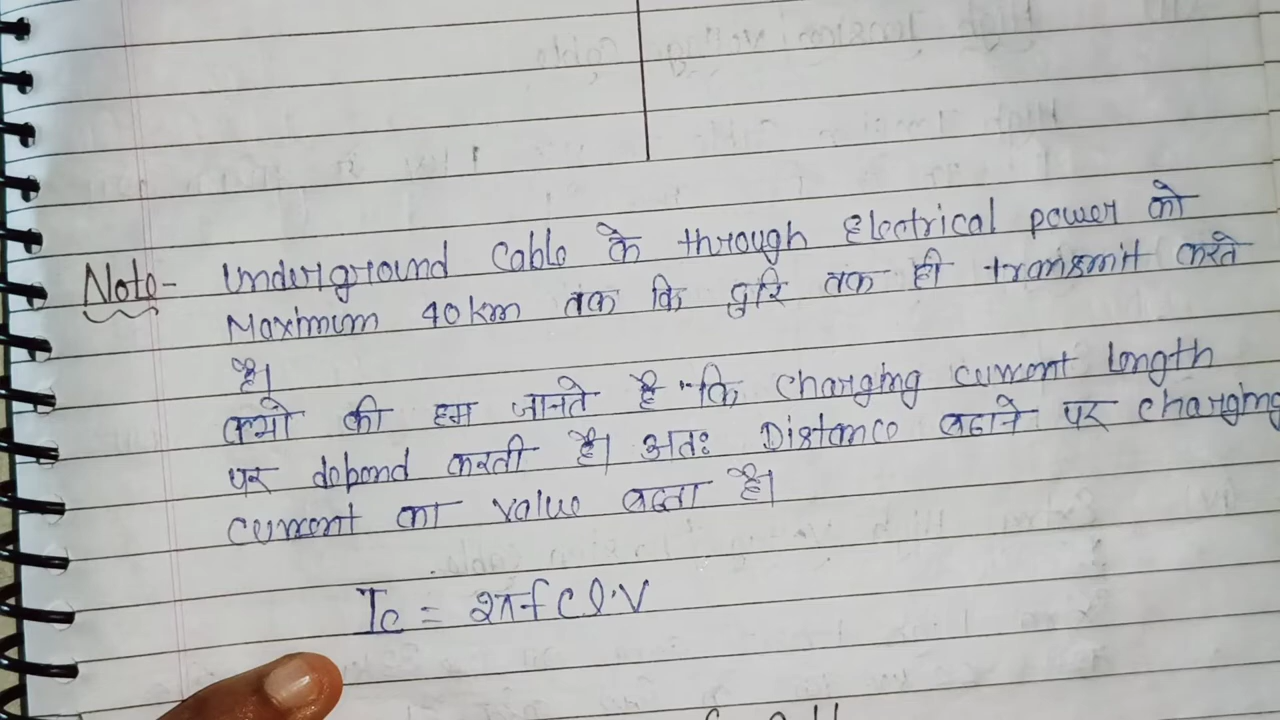 Note- Underground Cable के through Electrical power को
Maximum 40km तक कि दुरि तक ही transmit करते
है।
क्यो की हम जानते है कि charging current length
पर depend करती है। अतः Distance बढाने पर charging
current का value बढता है।
Ic = 2πfCl.V